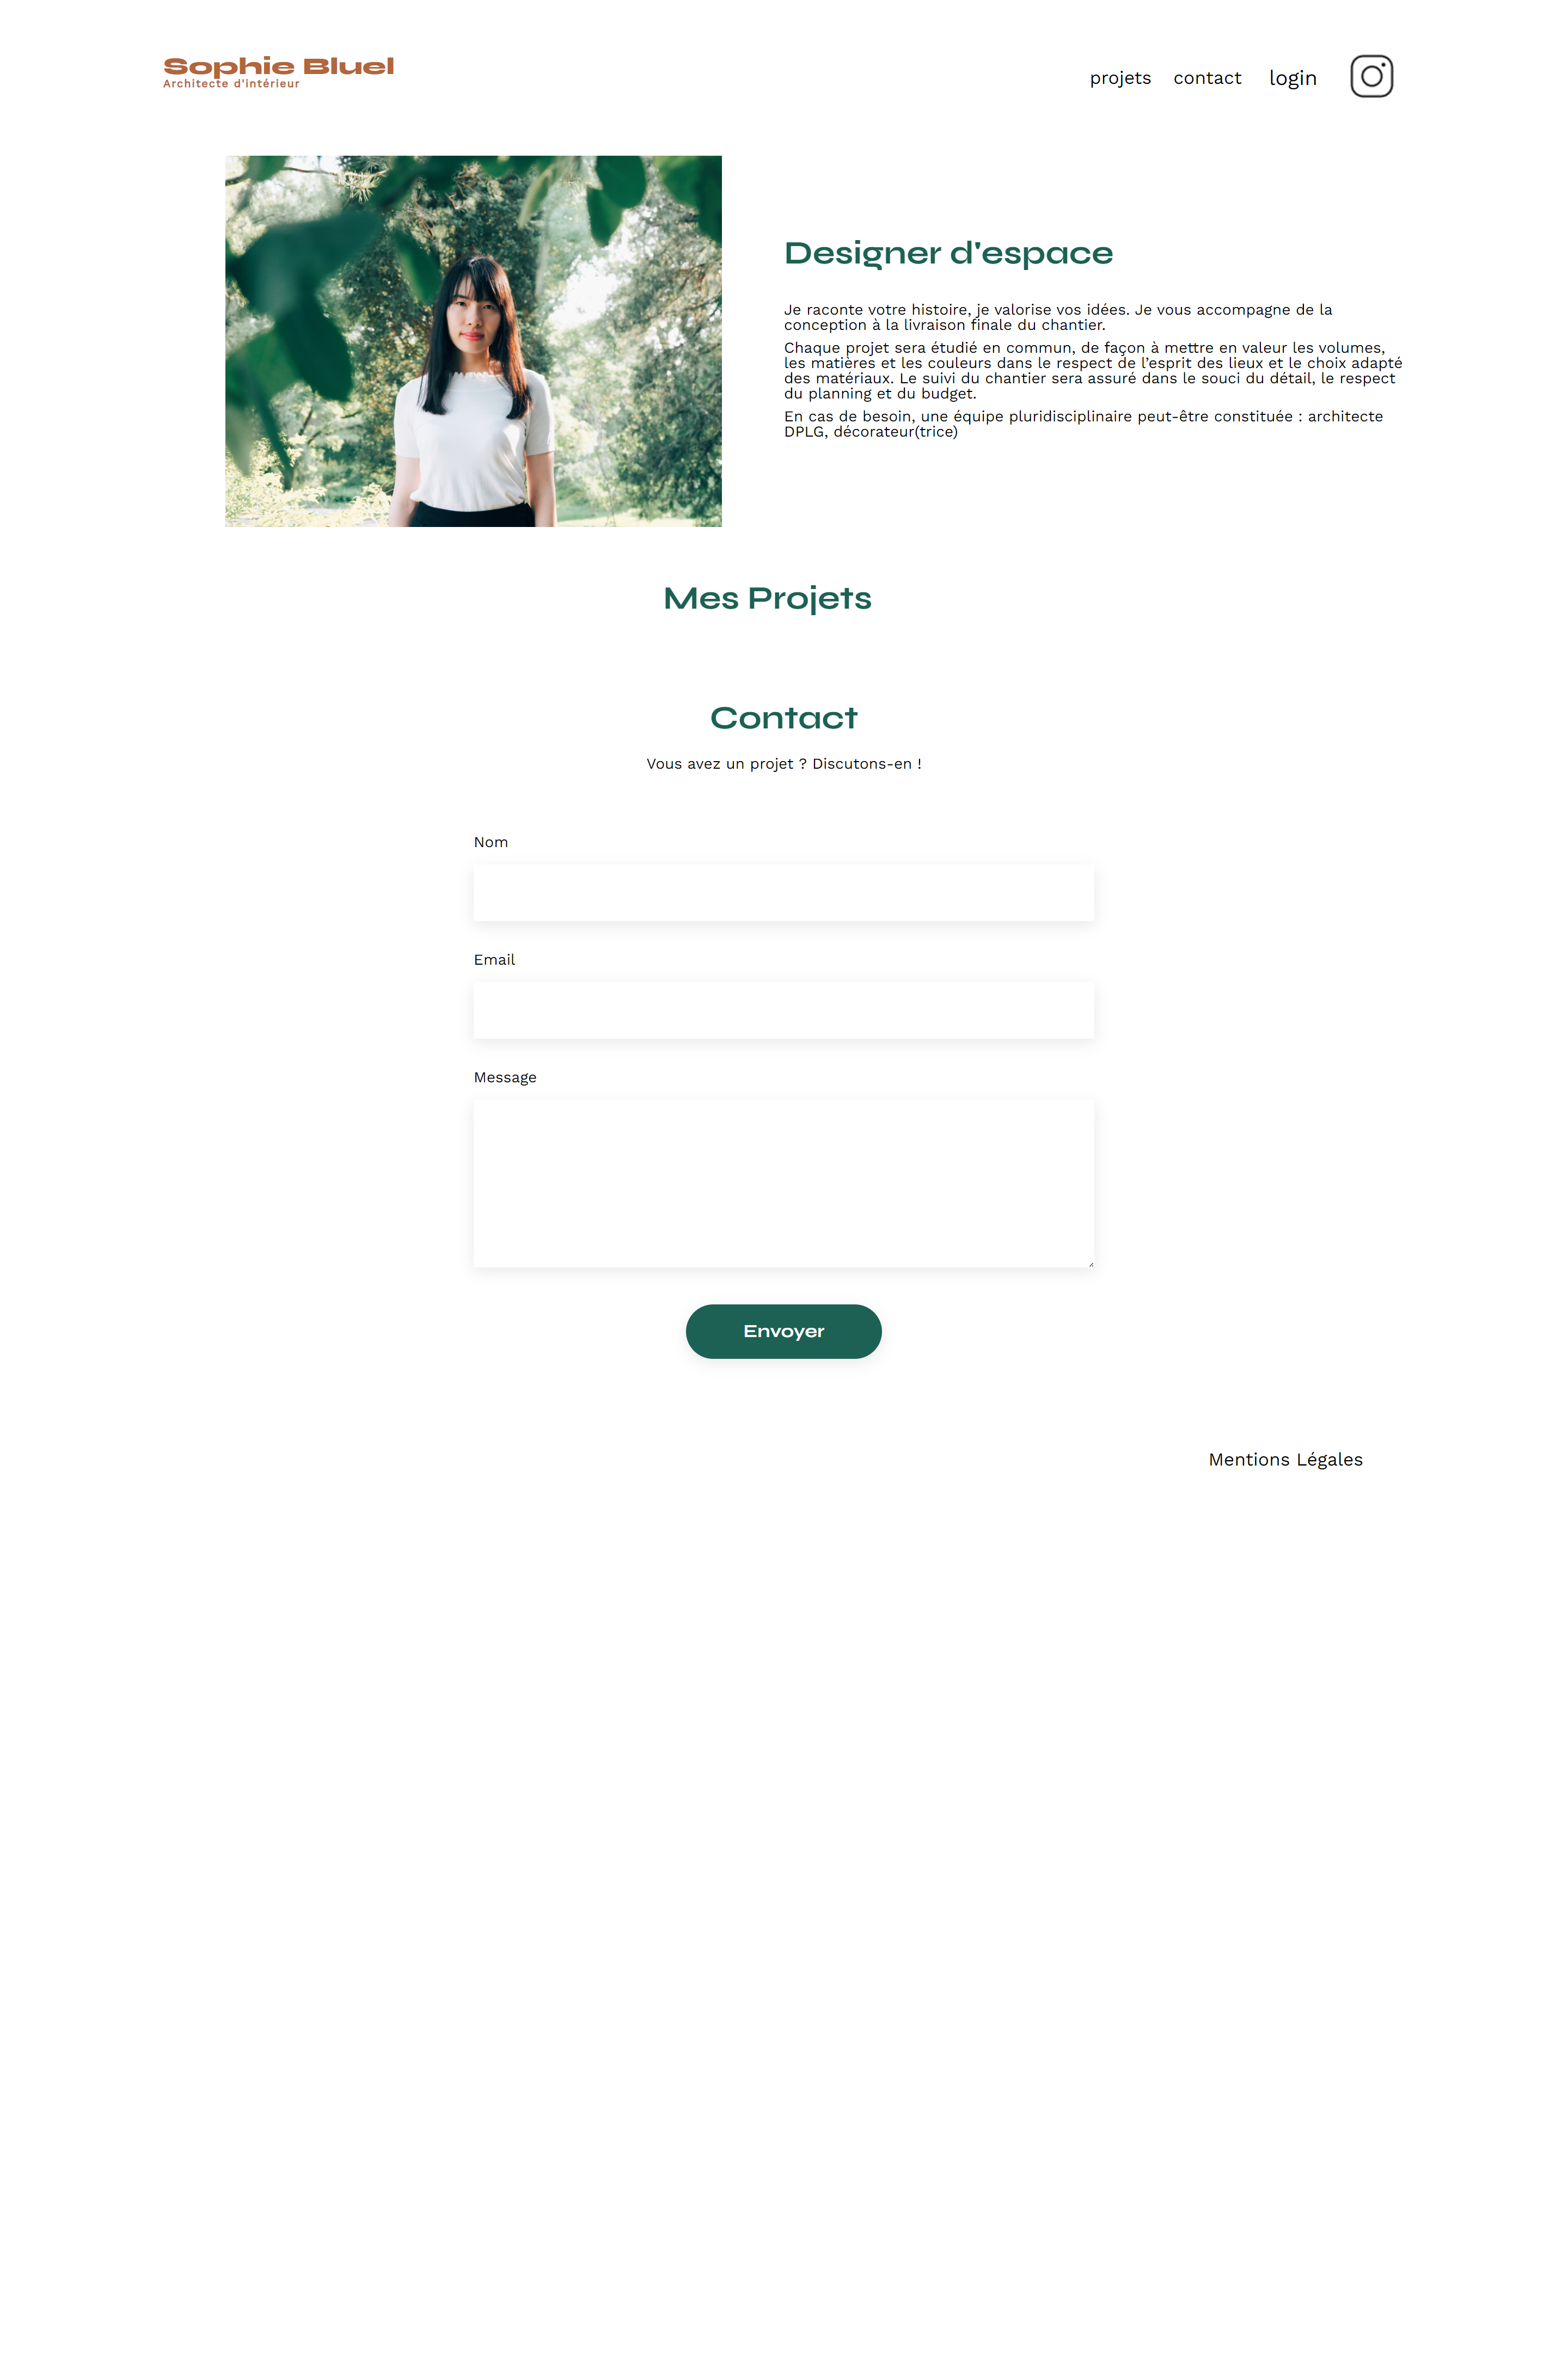 Sophie Bluel
Architecte d'intérieur
projets
contact
login
Designer d'espace
Je raconte votre histoire, je valorise vos idées. Je vous accompagne de la
conception à la livraison finale du chantier.
Chaque projet sera étudié en commun, de façon à mettre en valeur les volumes,
les matières et les couleurs dans le respect de l’esprit des lieux et le choix adapté
des matériaux. Le suivi du chantier sera assuré dans le souci du détail, le respect
du planning et du budget.
En cas de besoin, une équipe pluridisciplinaire peut-être constituée : architecte
DPLG, décorateur(trice)
Mes Projets
Contact
Vous avez un projet ? Discutons-en !
Nom
Email
Message
Envoyer
Mentions Légales